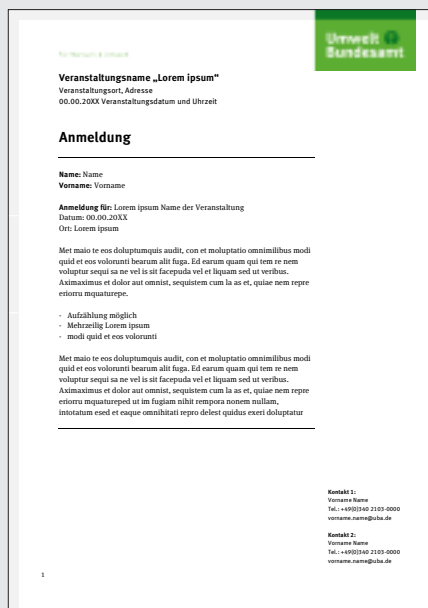 Umwelt
Bundesamt
Für Mensch & Umwelt
Veranstaltungsname „Lorem ipsum“
Veranstaltungsort, Adresse
00.00.20XX Veranstaltungsdatum und Uhrzeit
Anmeldung
Name: Name
Vorname: Vorname
Anmeldung für: Lorem ipsum Name der Veranstaltung
Datum: 00.00.20XX
Ort: Lorem ipsum
Met maio te eos doluptumquis audit, con et moluptatio omnimilibus modi
quid et eos volorunti bearum alit fuga. Ed earum quam qui tem re nem
voluptur sequi sa ne vel is sit facepuda vel et liquam sed ut veribus.
Aximaximus et dolor aut omnist, sequistem cum la as et, quiae nem repre
eriorru mquaturepe.
- Aufzählung möglich
- Mehrzeilig Lorem ipsum
- modi quid et eos volorunti
Met maio te eos doluptumquis audit, con et moluptatio omnimilibus modi
quid et eos volorunti bearum alit fuga. Ed earum quam qui tem re nem
voluptur sequi sa ne vel is sit facepuda vel et liquam sed ut veribus.
Aximaximus et dolor aut omnist, sequistem cum la as et, quiae nem repre
eriorru mquatureped ut im fugiam nihit rempora nonem nullam,
intotatum esed et eaque omnihitati repro delest quidus exeri doluptatur
Kontakt 1:
Vorname Name
Tel.: +49(0)340 2103-0000
vorname.name@uba.de
Kontakt 2:
Vorname Name
Tel.: +49(0)340 2103-0000
vorname.name@uba.de
1